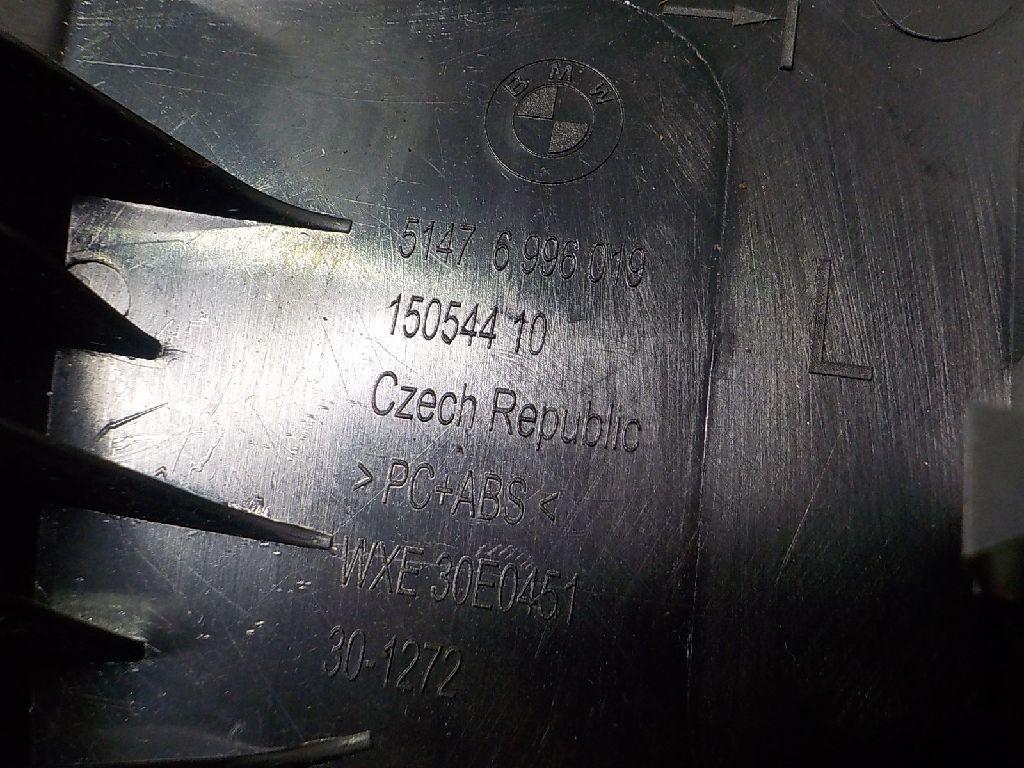 BMW
5147 6 996 019
150544 10
L
Czech Republic
>PC+ABS<
WXE 30E0451
30-1272